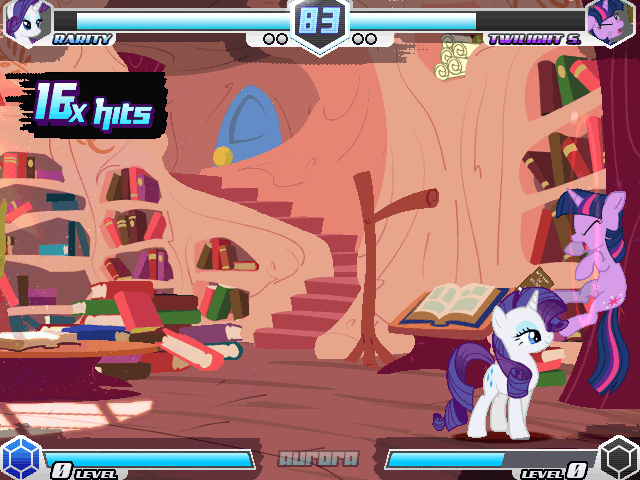 83
RARITY
TWILIGHT S.
16x hits
0 LEVEL
aurora
LEVEL 0